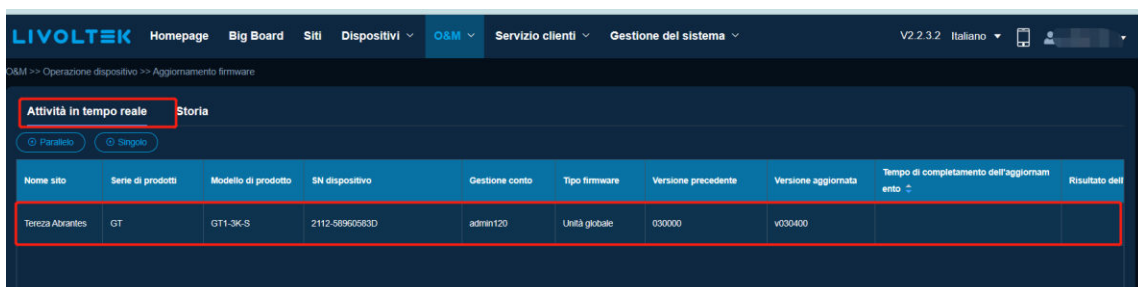 LIVOLTEK Homepage Big Board Siti Dispositivi O&M Servizio clienti Gestione del sistema V2.2.3.2 Italiano
O&M >> Operazione dispositivo >> Aggiornamento firmware
Attività in tempo reale Storia
Parallelo Singolo
Nome sito Serie di prodotti Modello di prodotto SN dispositivo Gestione conto Tipo firmware Versione precedente Versione aggiornata Tempo di completamento dell'aggiornam
ento Risultato dell
Tereza Abrantes GT GT1-3K-S 2112-58960583D admin120 Unità globale 030000 v030400